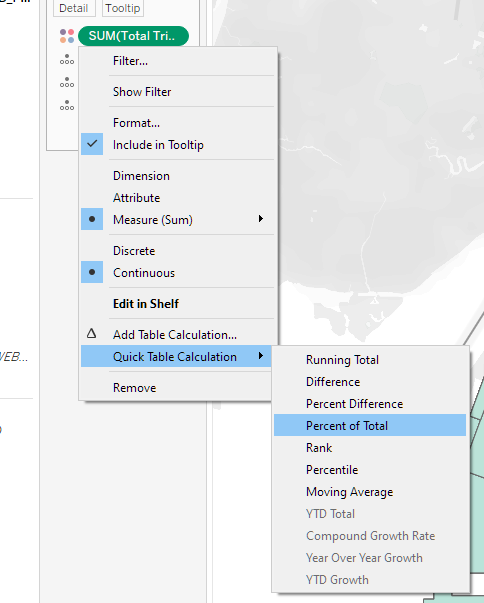 Detail
Tooltip
SUM(Total Tri..
Filter...
Show Filter
Format...
Include in Tooltip
Dimension
Attribute
Measure (Sum)
Discrete
Continuous
Edit in Shelf
Add Table Calculation...
Quick Table Calculation
Remove
Running Total
Difference
Percent Difference
Percent of Total
Rank
Percentile
Moving Average
YTD Total
Compound Growth Rate
Year Over Year Growth
YTD Growth